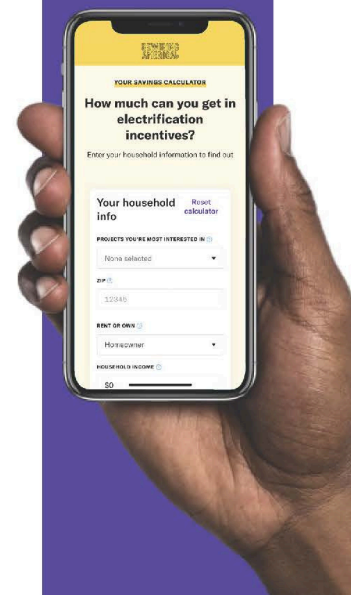 REWIRING
AMERICA
YOUR SAVINGS CALCULATOR
How much can you get in
electrification
incentives?
Enter your household information to find out
Your household
info
Reset
calculator
PROJECTS YOU'RE MOST INTERESTED IN
None selected
ZIP
12345
RENT OR OWN
Homeowner
HOUSEHOLD INCOME
$0